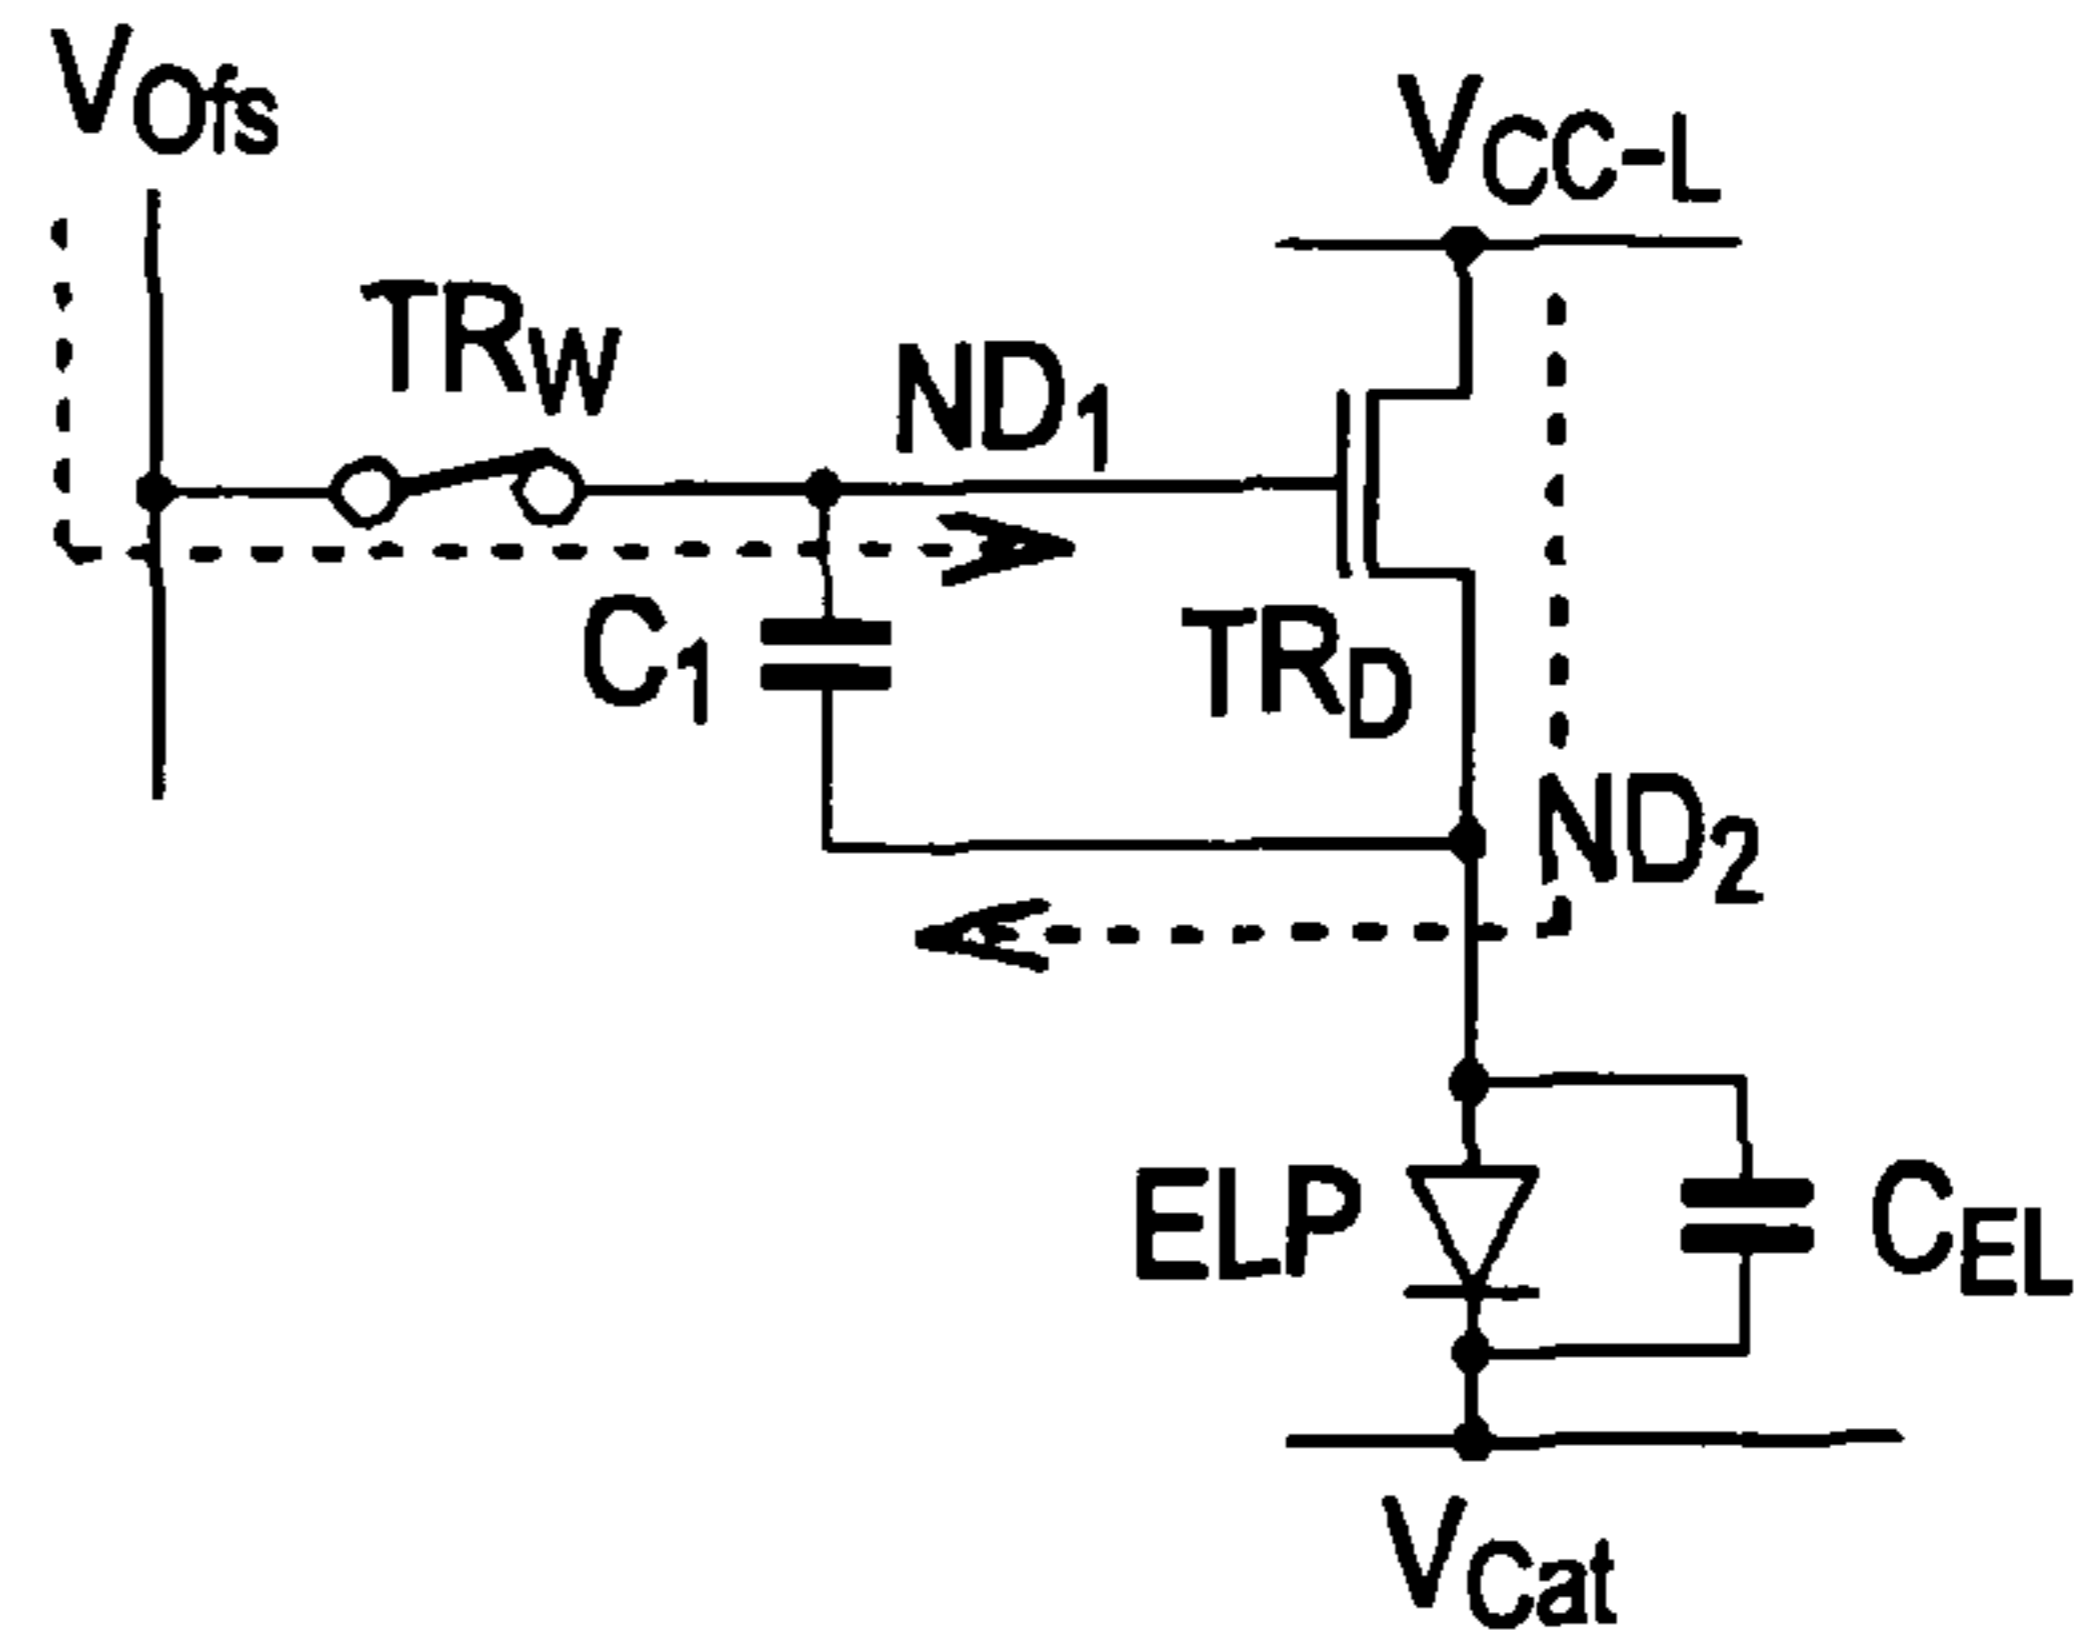 VOfs
VCC-L
TRW
ND1
C1
TRD
ND2
ELP
CEL
VCat